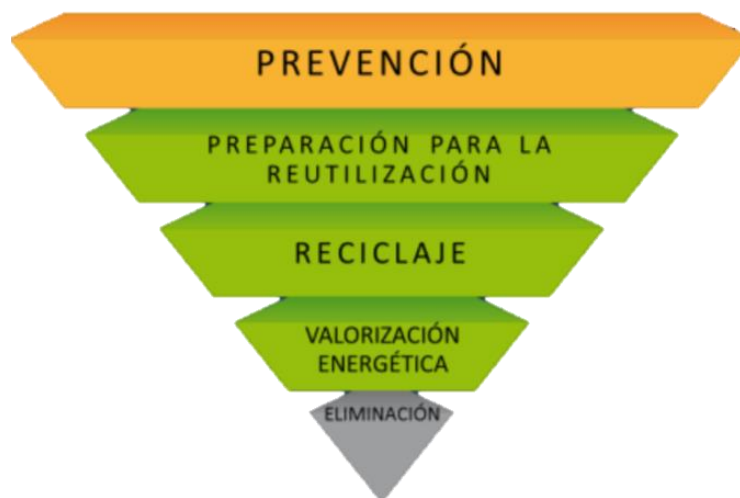 PREVENCIÓN
PREPARACIÓN PARA LA
REUTILIZACIÓN
RECICLAJE
VALORIZACIÓN
ENERGÉTICA
ELIMINACIÓN